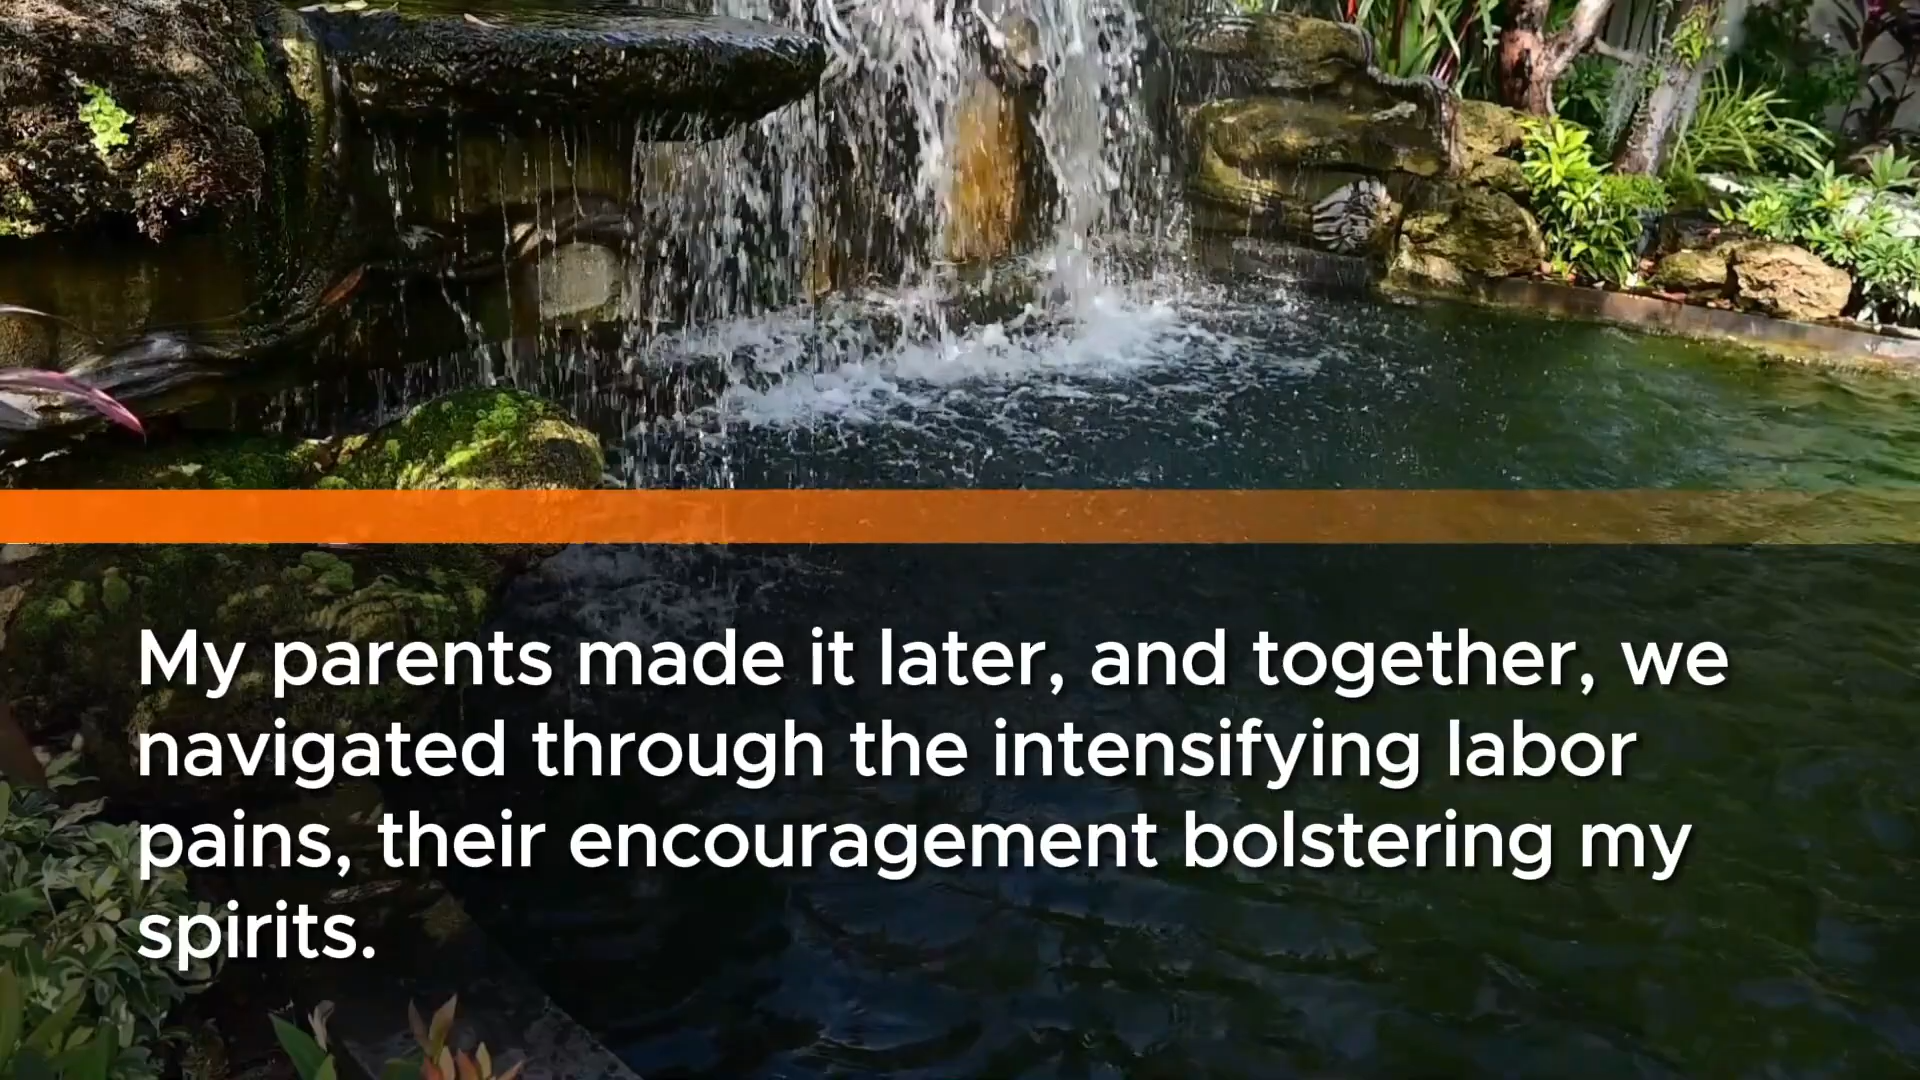 My parents made it later, and together, we
navigated through the intensifying labor
pains, their encouragement bolstering my
spirits.